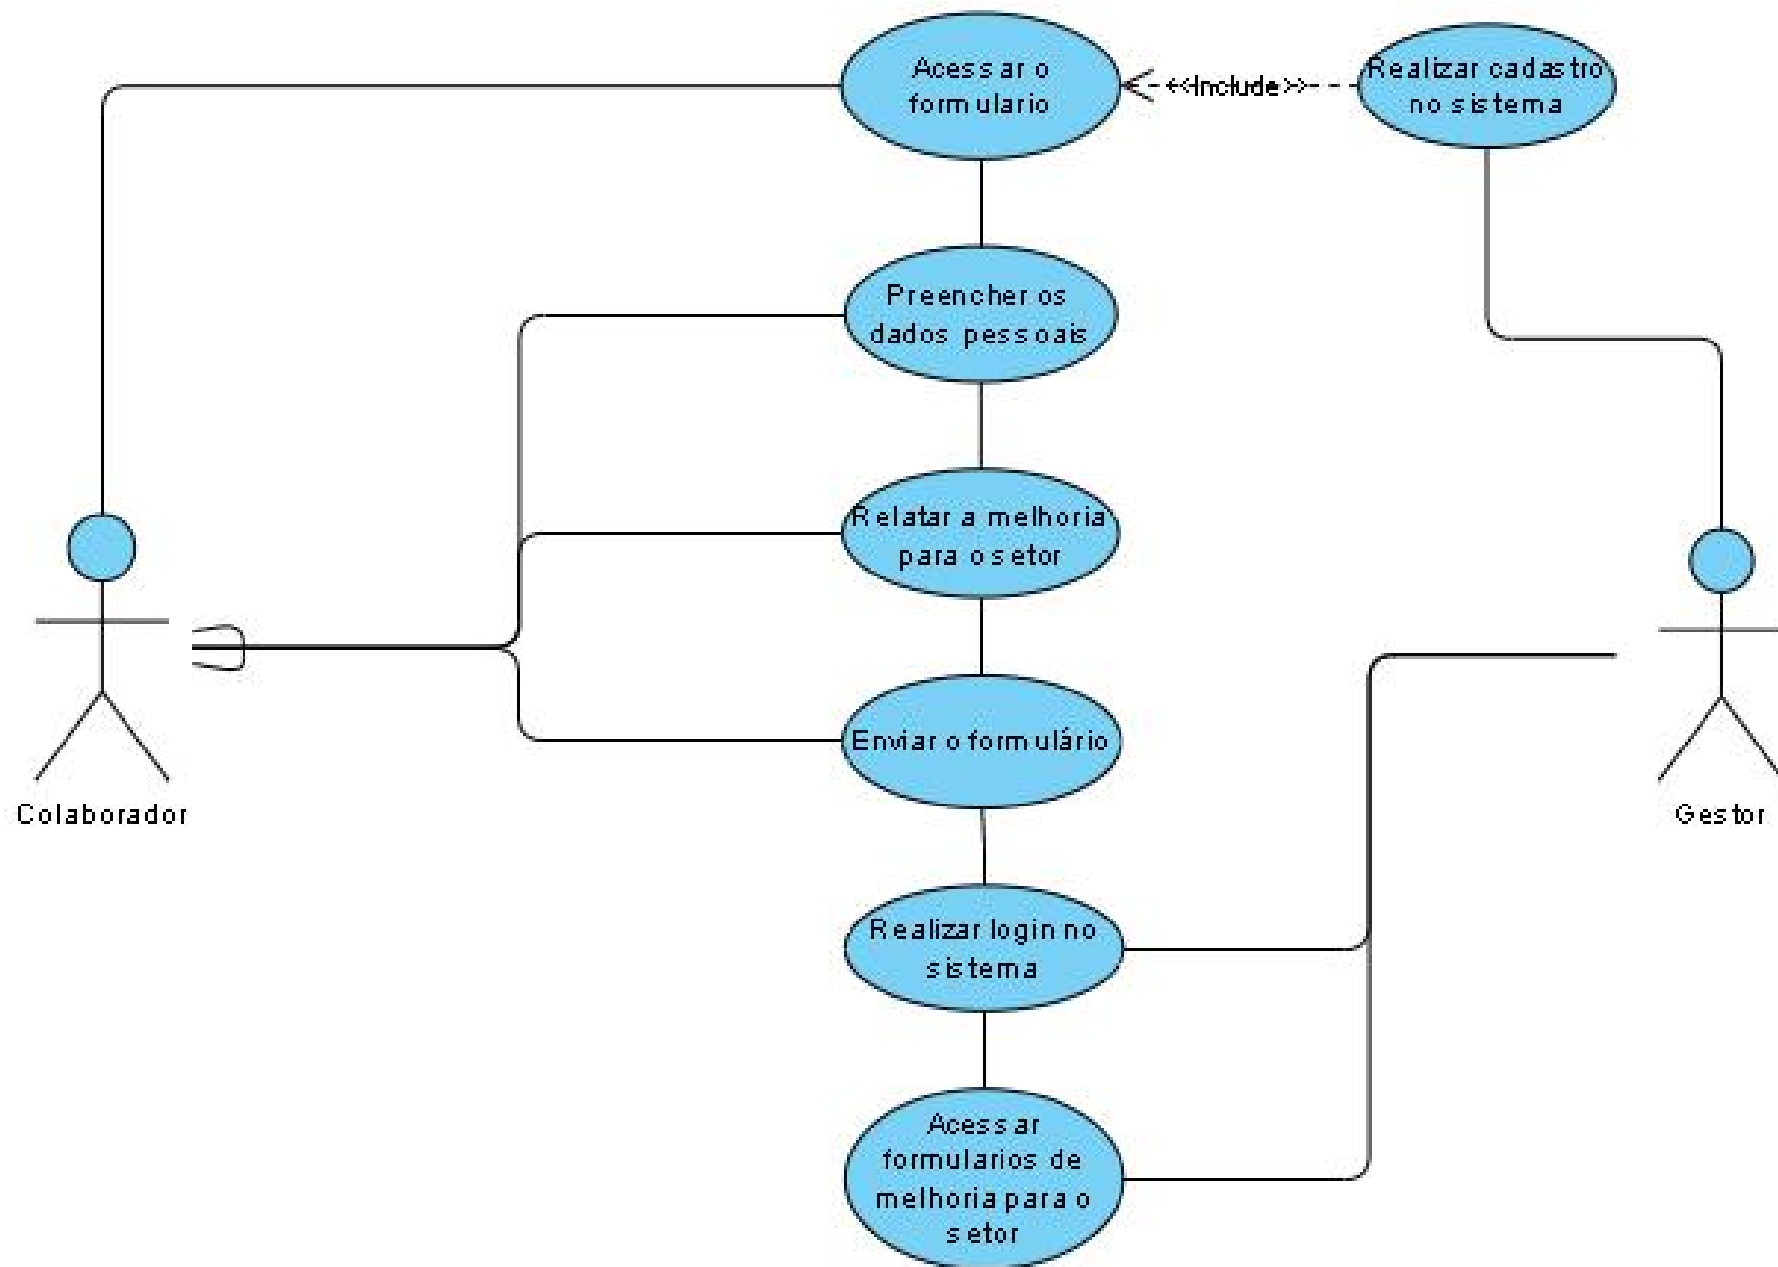 Acessar o
formulario
<<Include>>
Realizar cadastro
no sistema
Preencher os
dados pessoais
Relatar a melhoria
para o setor
Enviar o formulário
Colaborador
Gestor
Realizar login no
sistema
Acessar
formularios de
melhoria para o
setor